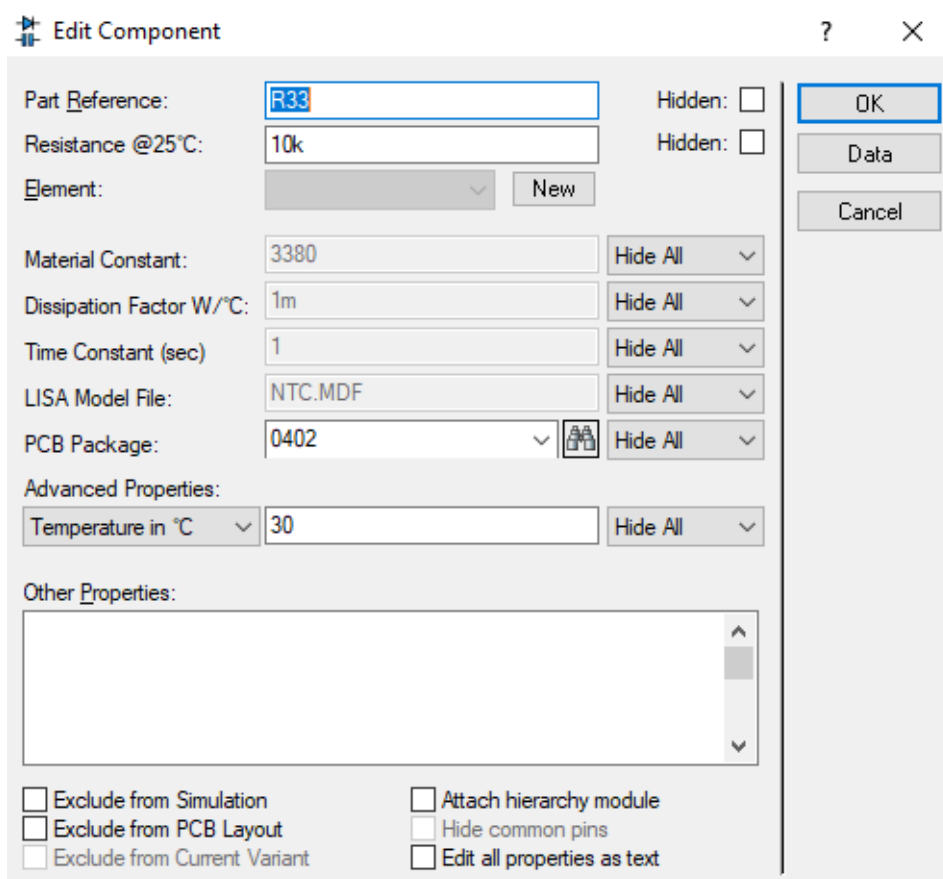 Edit Component ? ×
Part Reference: R33 Hidden: OK
Resistance @25°C: 10k Hidden: Data
Element: New Cancel
Material Constant: 3380 Hide All
Dissipation Factor W/°C: 1m Hide All
Time Constant (sec) 1 Hide All
LISA Model File: NTC.MDF Hide All
PCB Package: 0402 Hide All
Advanced Properties:
Temperature in °C 30 Hide All
Other Properties:
Exclude from Simulation Attach hierarchy module
Exclude from PCB Layout Hide common pins
Exclude from Current Variant Edit all properties as text